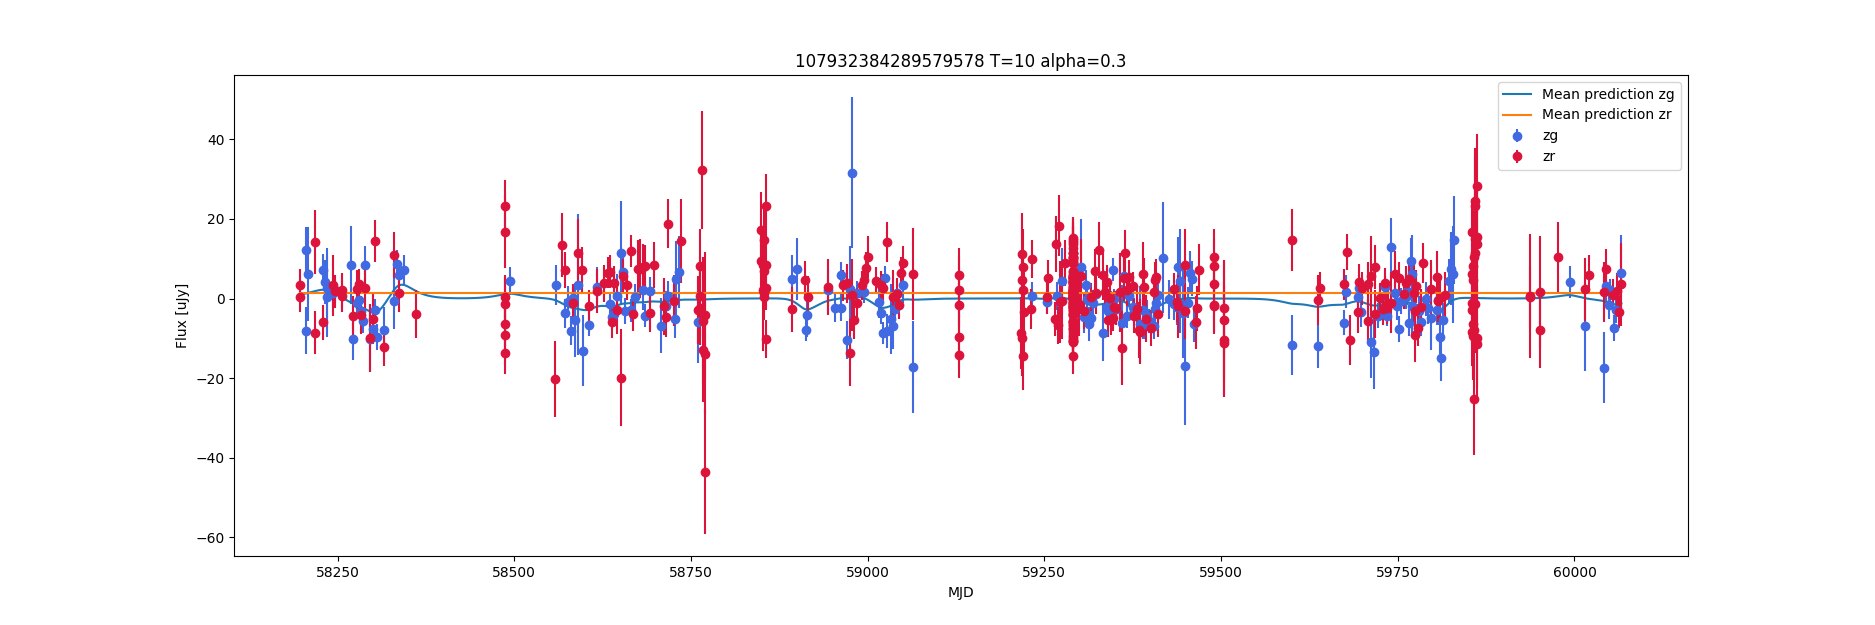 107932384289579578 T=10 alpha=0.3
Mean prediction zg
Mean prediction zr
zg
zr
Flux [uJy]
40
20
0
−20
−40
−60
58250
58500
58750
59000
59250
59500
59750
60000
MJD